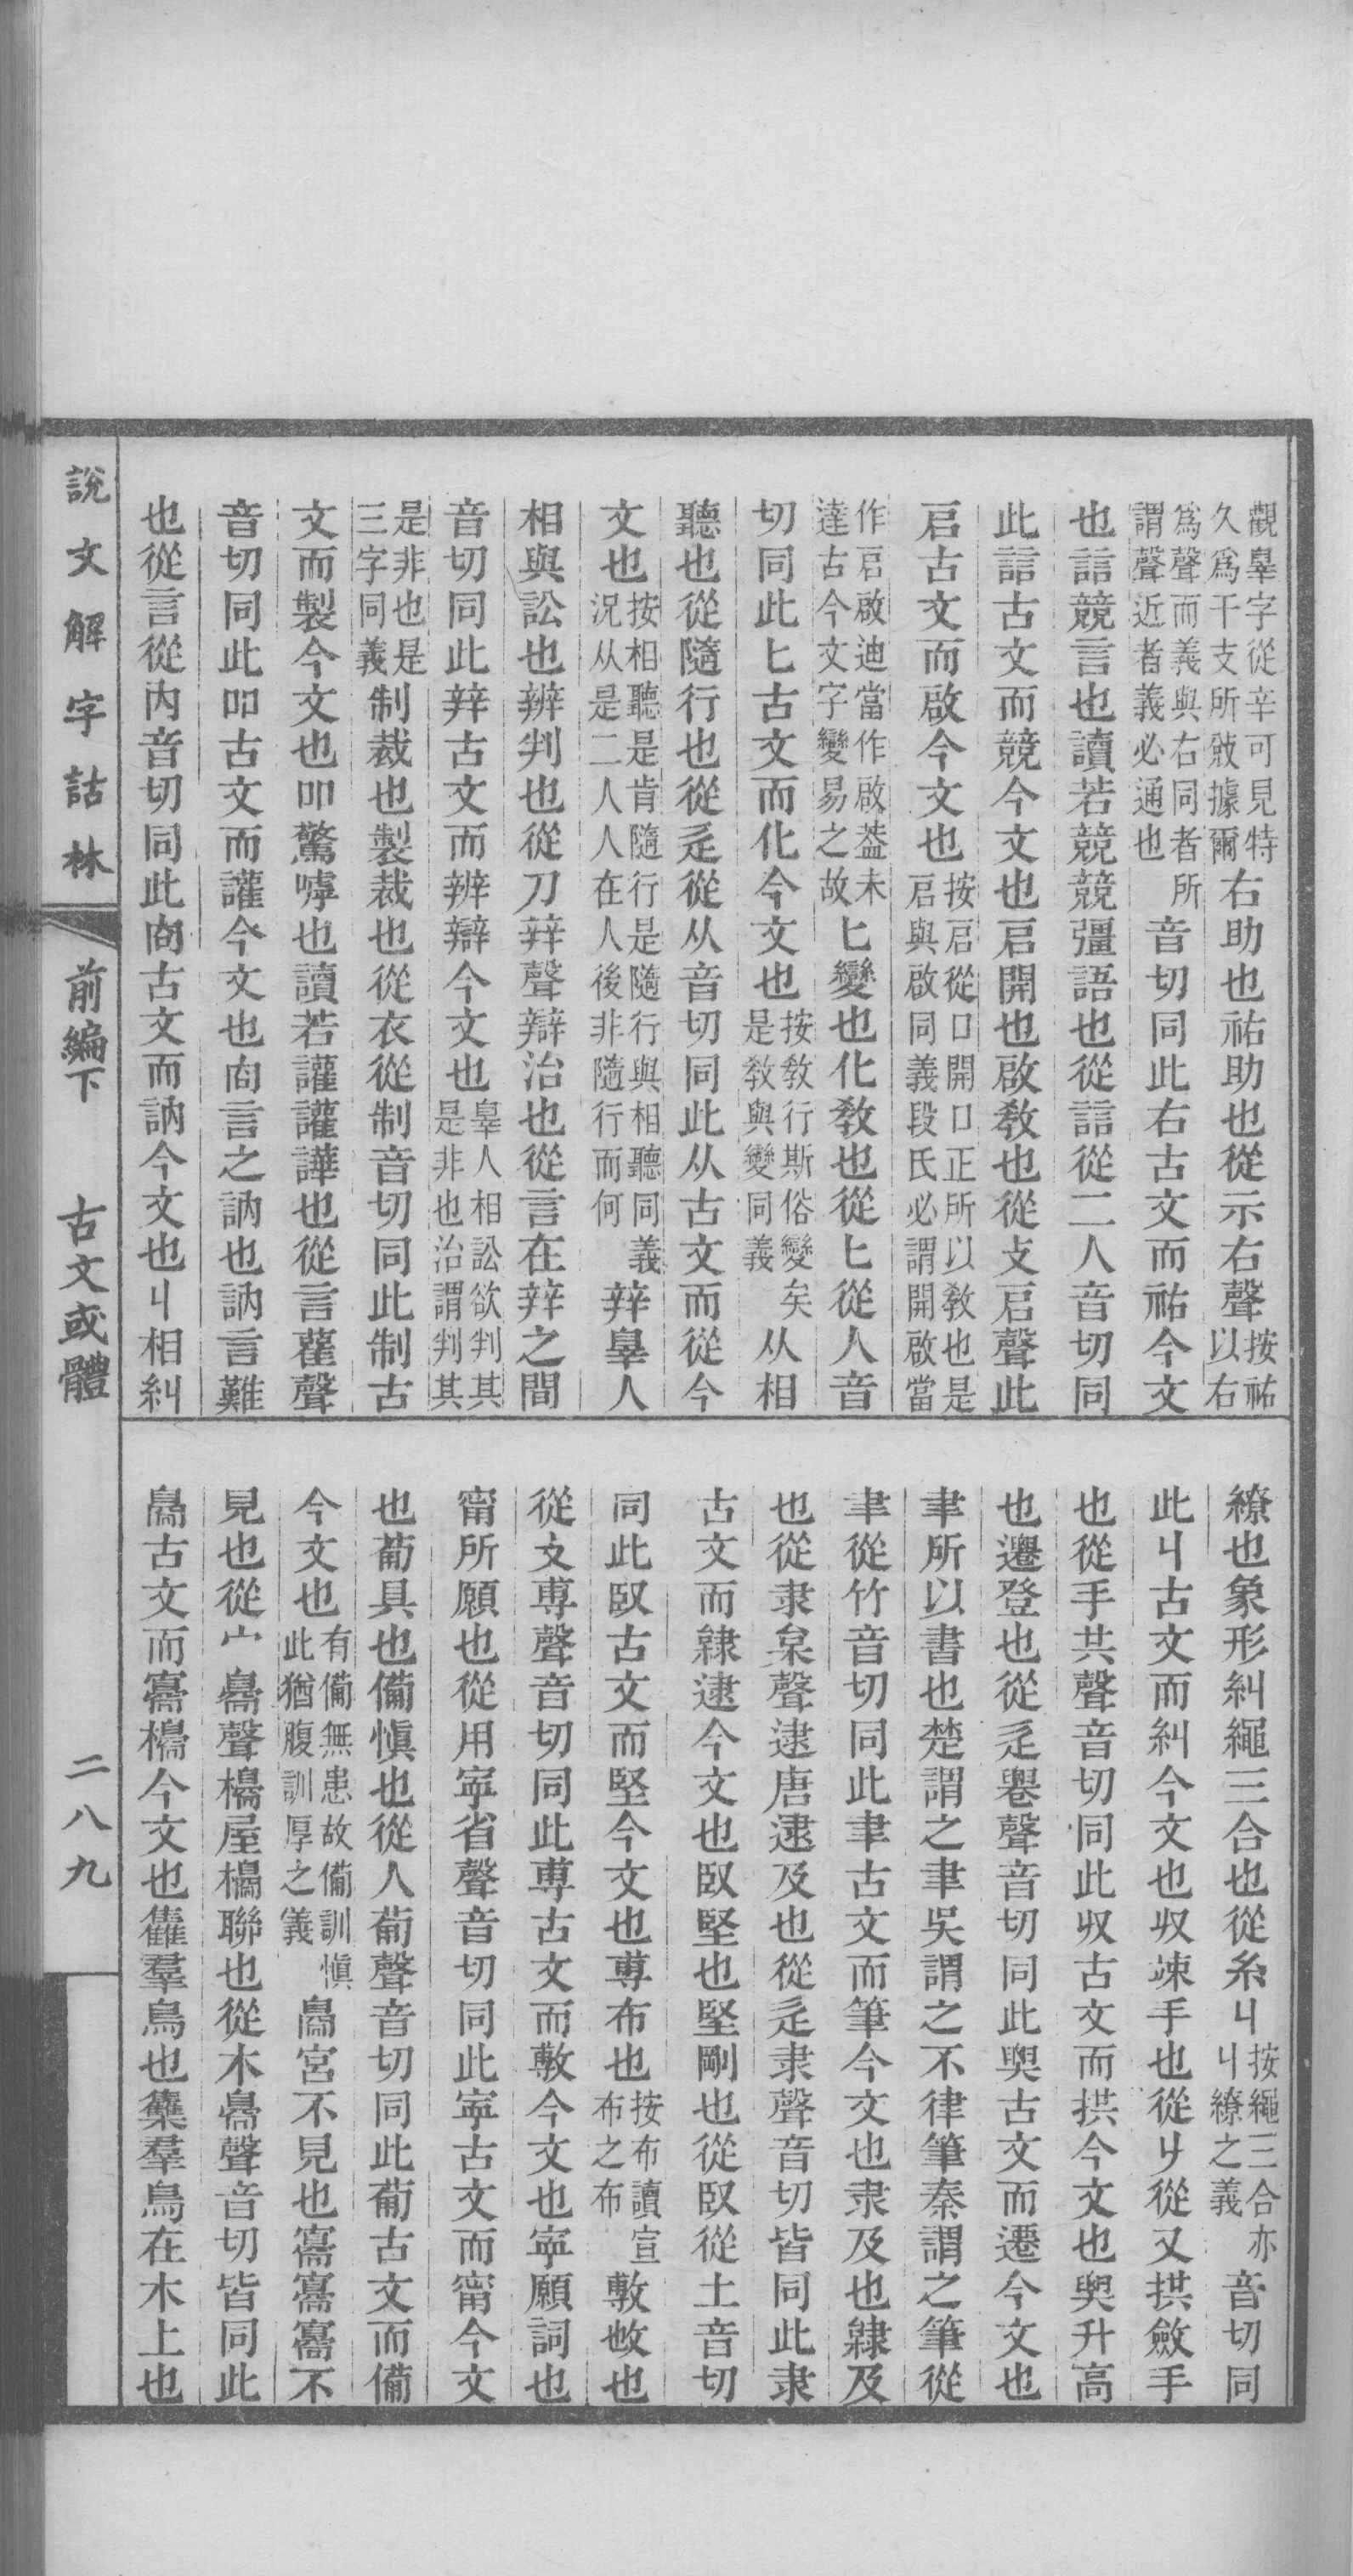 觀辠字從辛可見特久爲干支所敓據爾右助也祐助也從示右聲按祐以右
爲聲而義與右同者所謂聲近者義必通也音切同此右古文而祐今文
也誩競言也讀若競競彊語也從誩從二人音切同
此誩古文而競今文也启開也啟教也從攴启聲此
启古文而啟今文也按启從口開口正所以教也是启與啟同義段氏必謂開啟當
作启啟迪當作啟葢未達古今文字變易之故匕變也化教也從匕從人音
切同此匕古文而化今文也按教行斯俗變矣是教與變同義从相
聽也從隨行也從辵從从音切同此从古文而從今
文也按相聽是肯隨行是隨行與相聽同義況从是二人人在人後非隨行而何辡辠人
相與訟也辨判也從刀辡聲辯治也從言在辡之間
音切同此辡古文而辨辯今文也辠人相訟欲判其是非也治謂判其
是非也是三字同義制裁也製裁也從衣從制音切同此制古
文而製今文也吅驚嘑也讀若讙讙譁也從言雚聲
音切同此吅古文而讙今文也㕯言之訥也訥言難
也從言從內音切同此㕯古文而訥今文也丩相糾
繚也象形糾繩三合也從糸丩按繩三合亦丩繚之義音切同
此丩古文而糾今文也収竦手也從𠂇從又拱斂手
也從手共聲音切同此収古文而拱今文也䙴升高
也遷登也從辵䙴聲音切同此䙴古文而遷今文也
聿所以書也楚謂之聿吳謂之不律筆秦謂之筆從
聿從竹音切同此聿古文而筆今文也隶及也隸及
也從隶枲聲逮唐逮及也從辵隶聲音切皆同此隶
古文而隸逮今文也臤堅也堅剛也從臤從土音切
同此臤古文而堅今文也尃布也按布讀宣布之布敷㪃也
從攴尃聲音切同此尃古文而敷今文也寧願詞也
甯所願也從用寧省聲音切同此寧古文而甯今文
也葡具也備愼也從人葡聲音切同此葡古文而備
今文也有備無患故備訓愼此猶腹訓厚之義臱宮不見也寡寡寡不
見也從宀臱聲櫋屋櫋聯也從木臱聲音切皆同此
臱古文而櫋今文也雥羣鳥也雧羣鳥在木上也
說文解字詁林
前編下
古文或體
二八九